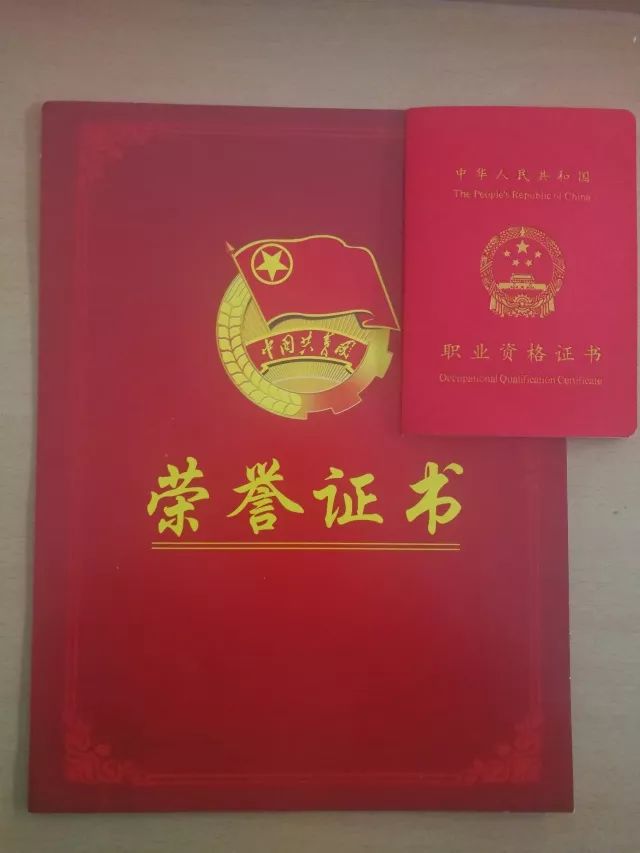 中国共青团
荣誉证书
中华人民共和国
The People's Republic of China
职业资格证书
Occupational Qualification Certificate